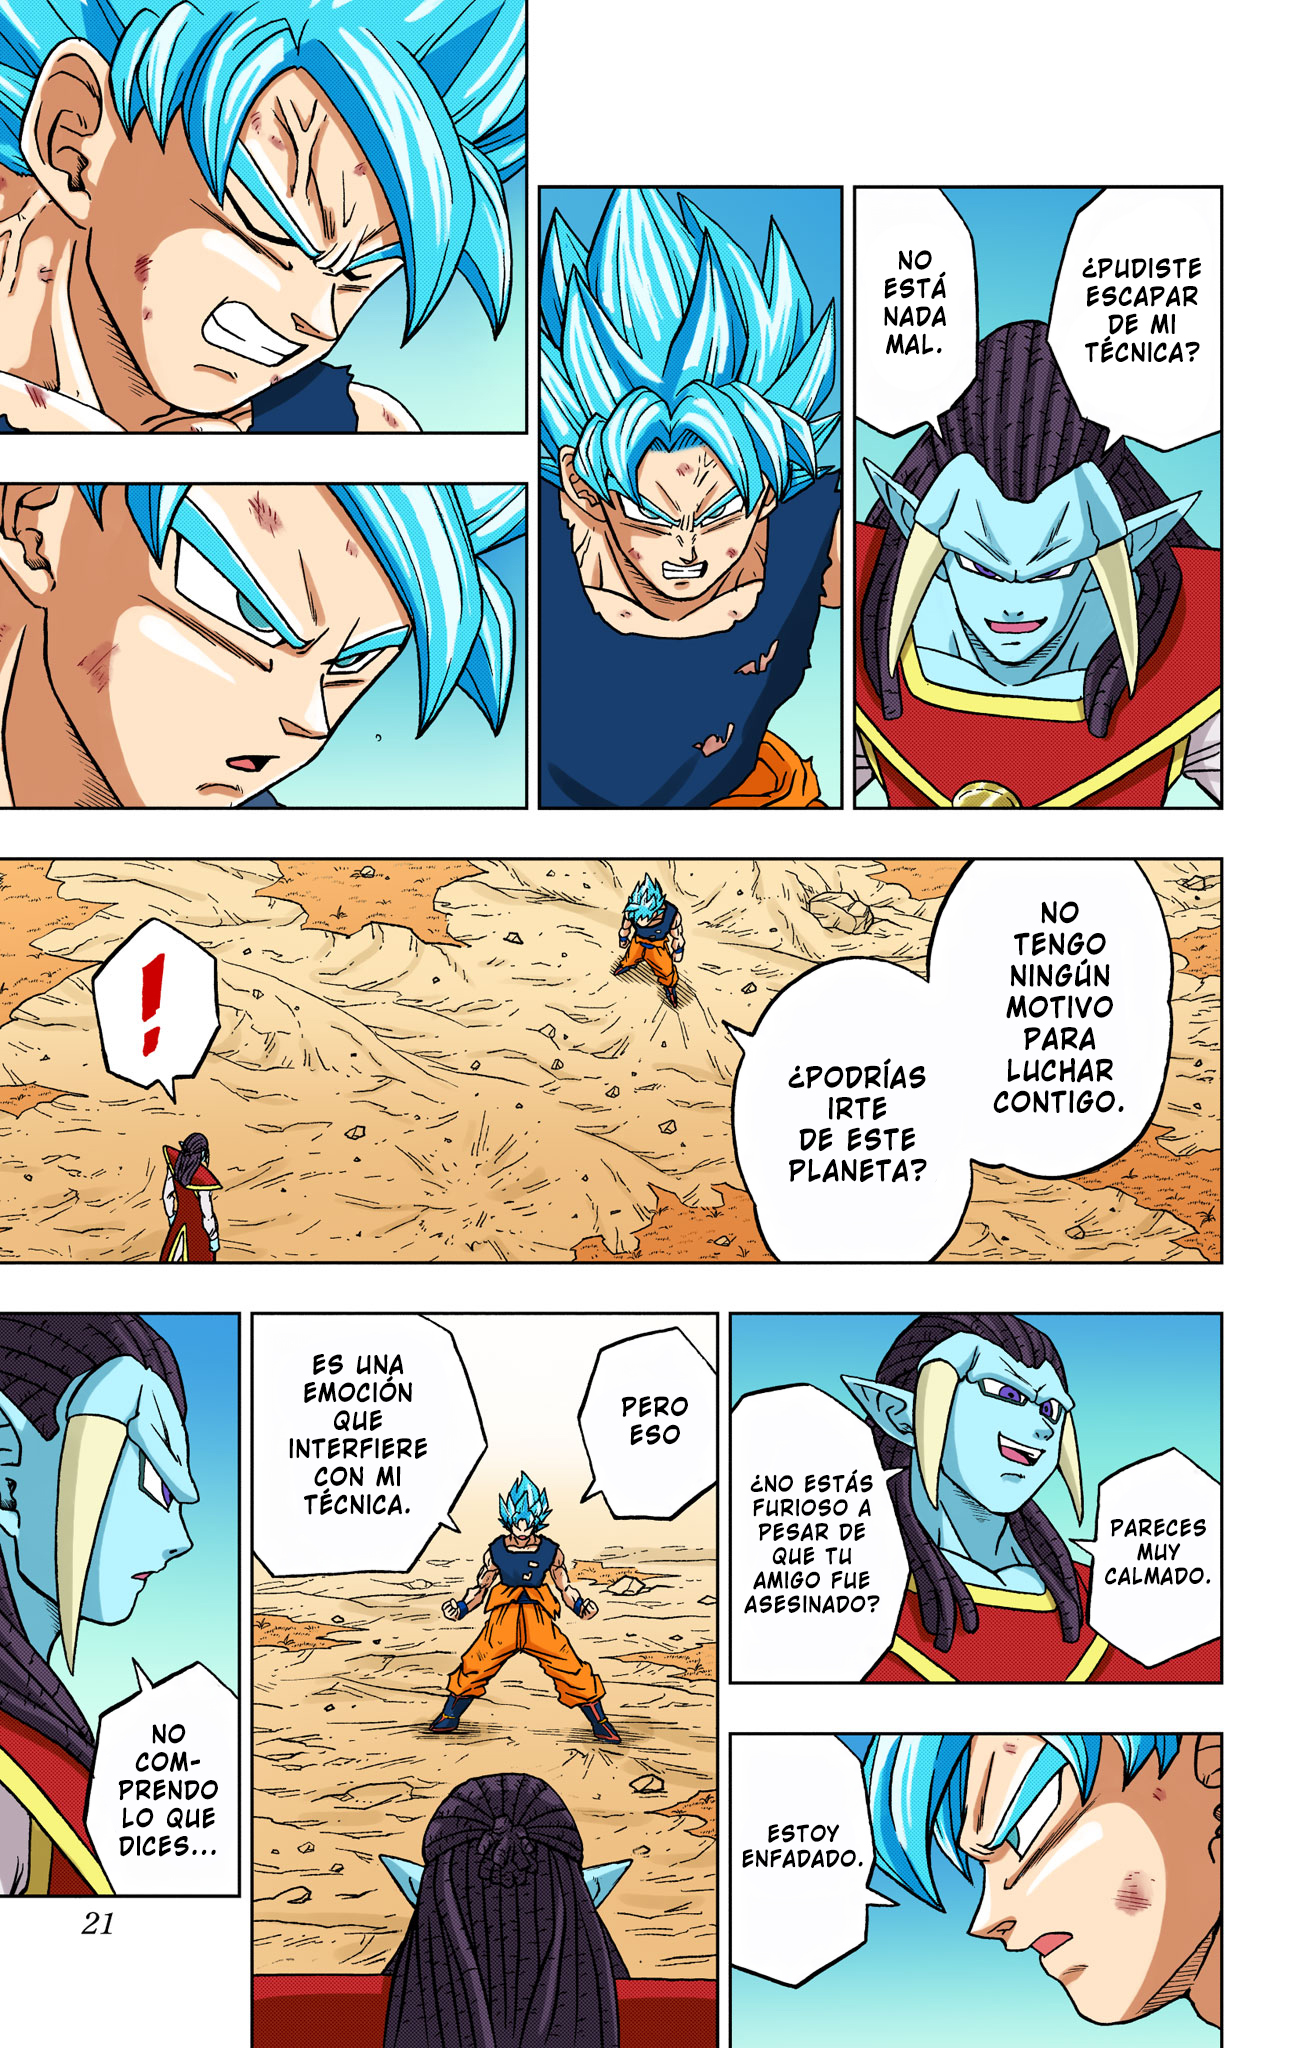 ¿PUDISTE
ESCAPAR
DE MI
TÉCNICA?
NO
ESTÁ
NADA
MAL.
NO
TENGO
NINGÚN
MOTIVO
PARA
LUCHAR
CONTIGO.
¿PODRÍAS
IRTE
DE ESTE
PLANETA?
!
PARECES
MUY
CALMADO.
¿NO ESTÁS
FURIOSO A
PESAR DE
QUE TU
AMIGO FUE
ASESINADO?
ESTOY
ENFADADO.
PERO
ESO
ES UNA
EMOCIÓN
QUE
INTERFIERE
CON MI
TÉCNICA.
NO
COM-
PRENDO
LO QUE
DICES...
21